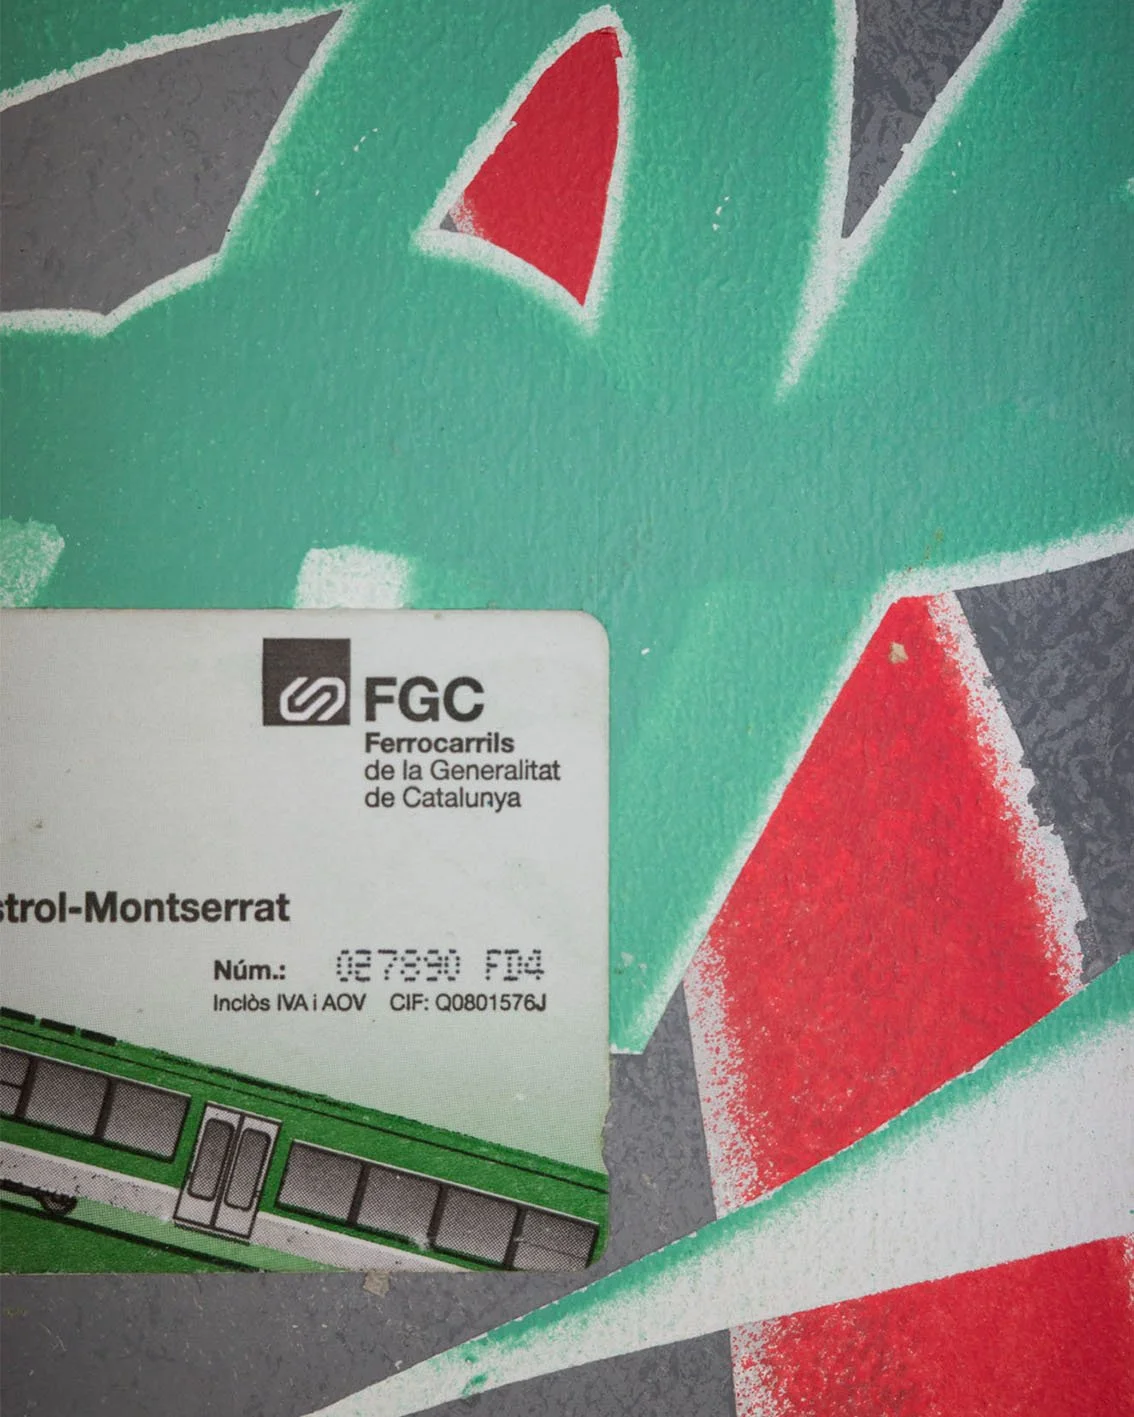 FGC
Ferrocarrils
de la Generalitat
de Catalunya
strol-Montserrat
Núm.: 027890 FD4
Inclòs IVA i AOV CIF: Q0801576J